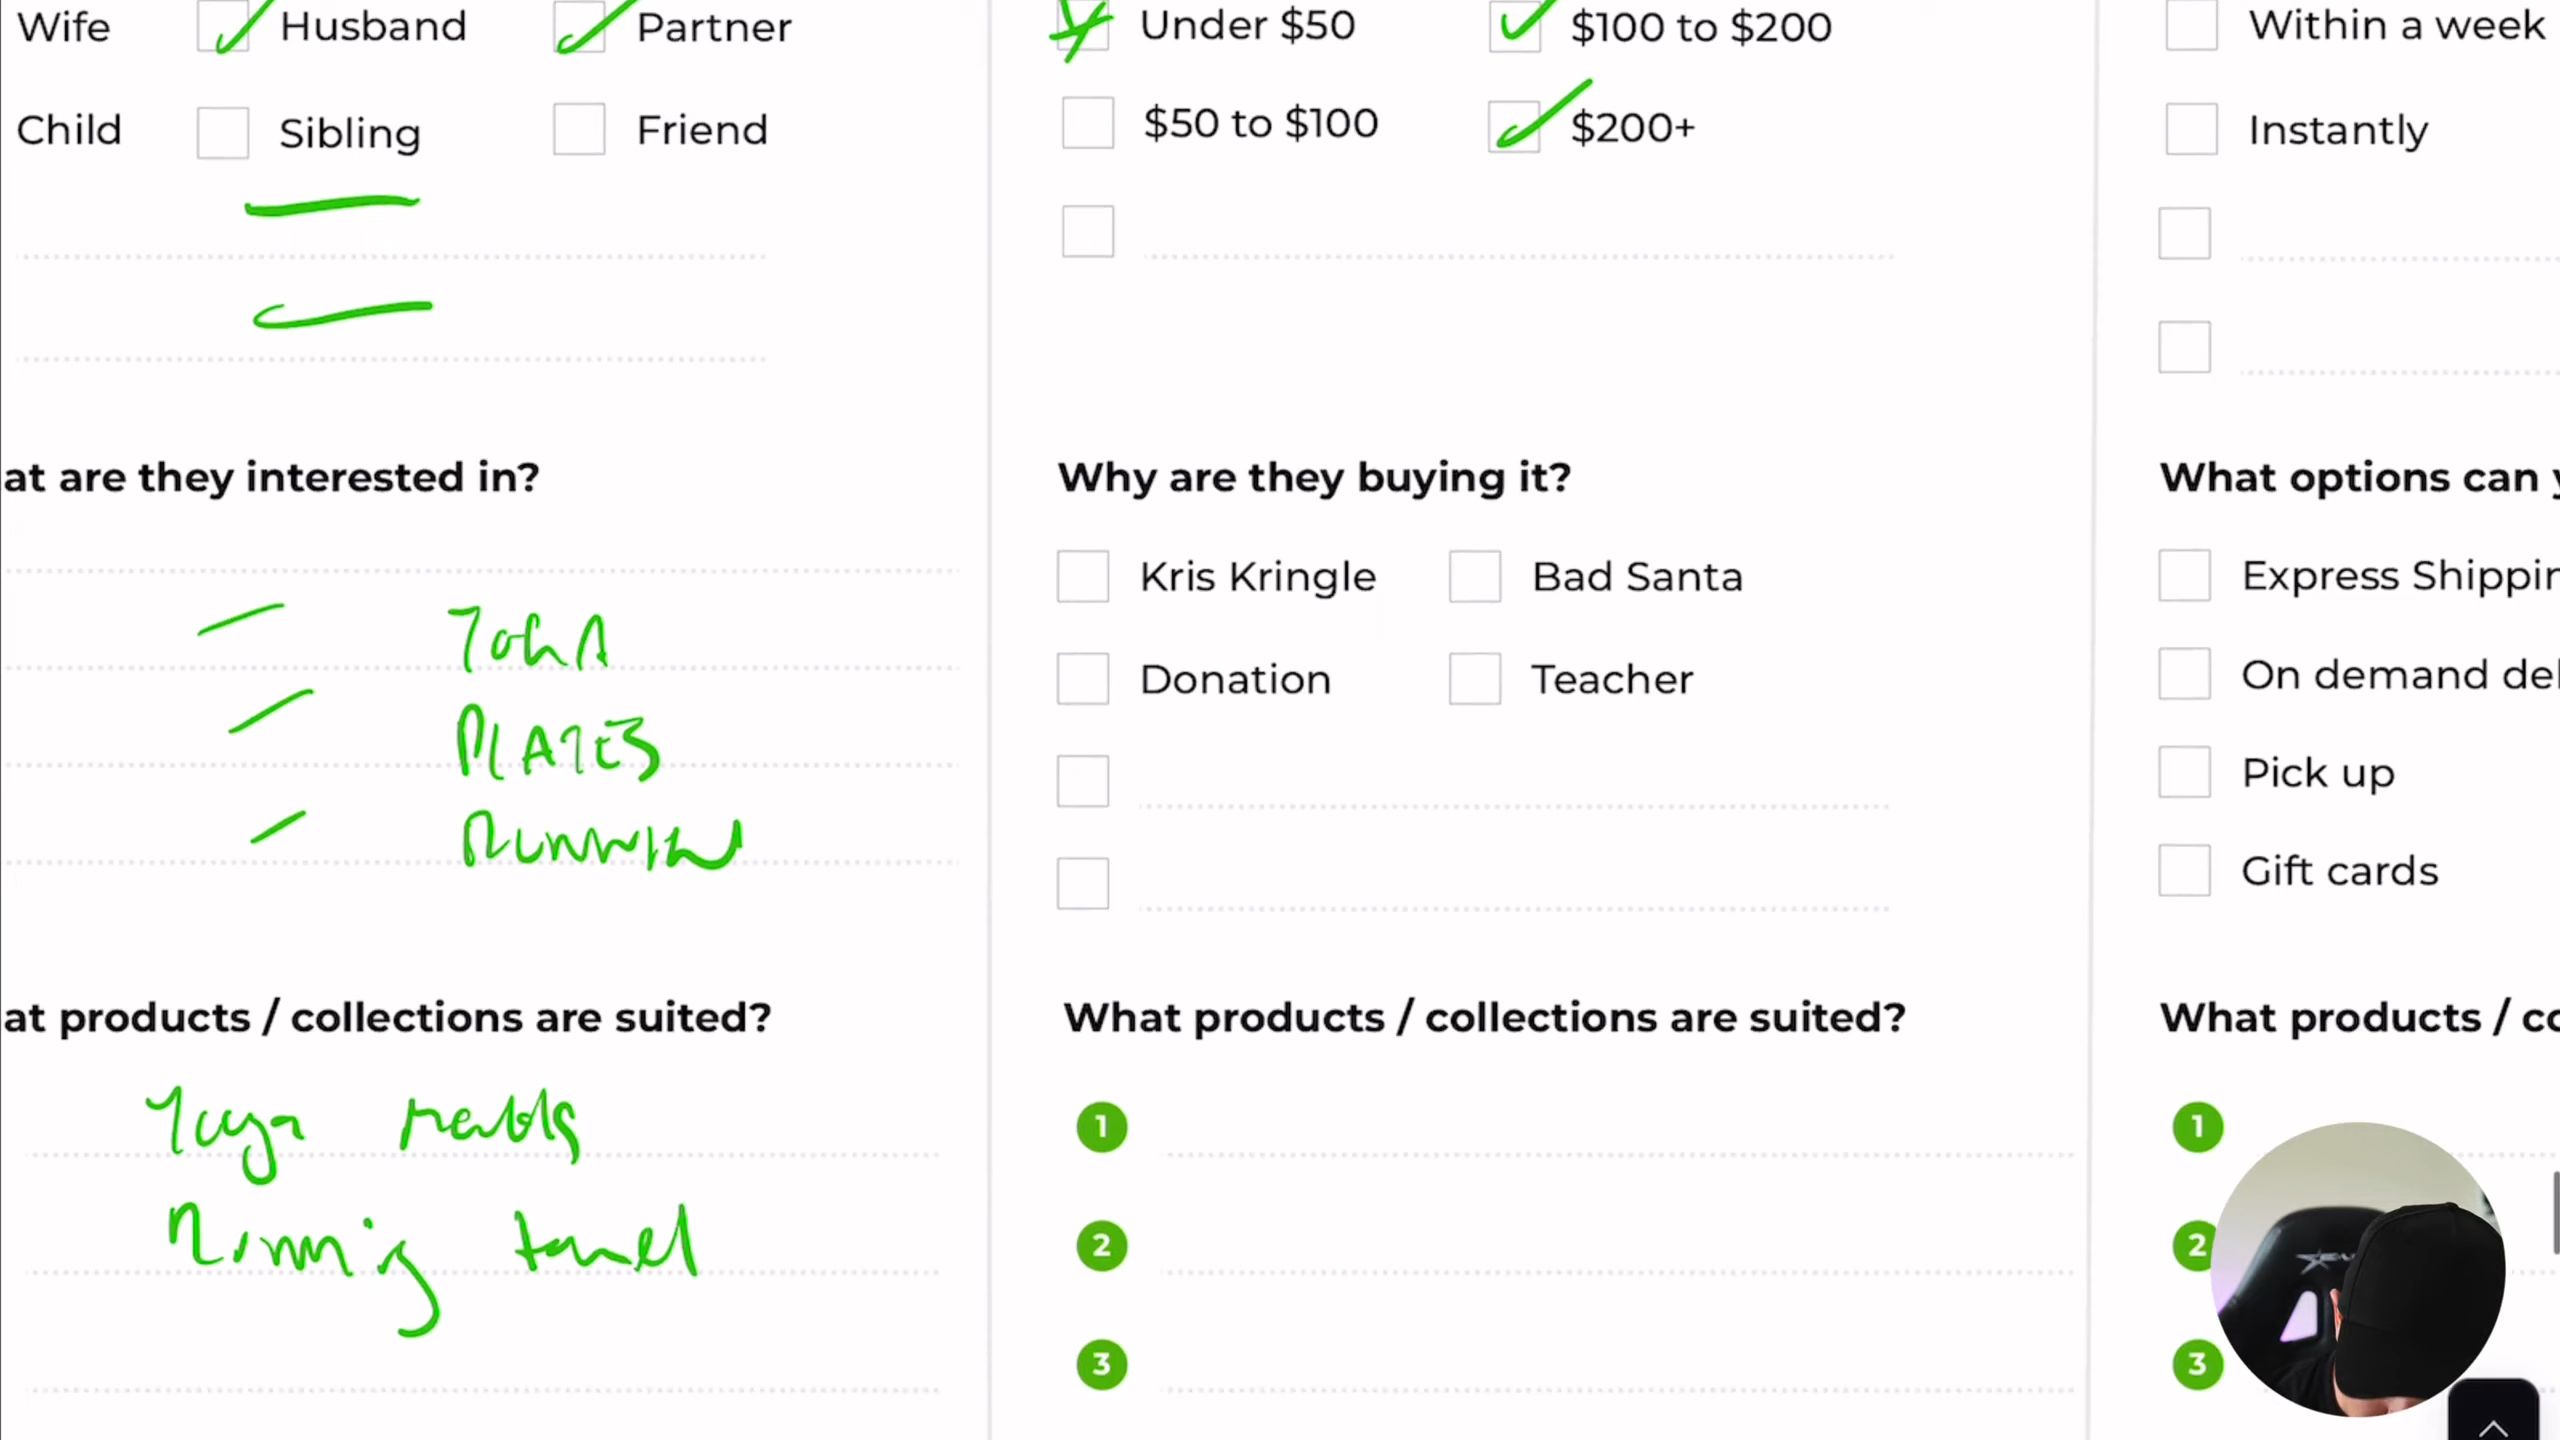 Wife Husband Partner
Child Sibling Friend
at are they interested in?
YOGA
PILATES
RUNNING
at products / collections are suited?
Yoga
Running towel
Under $50 $100 to $200
$50 to $100 $200+
Why are they buying it?
Kris Kringle Bad Santa
Donation Teacher
What products / collections are suited?
1
2
3
Within a week
Instantly
What options can y
Express Shippin
On demand del
Pick up
Gift cards
What products / co
1
2
3